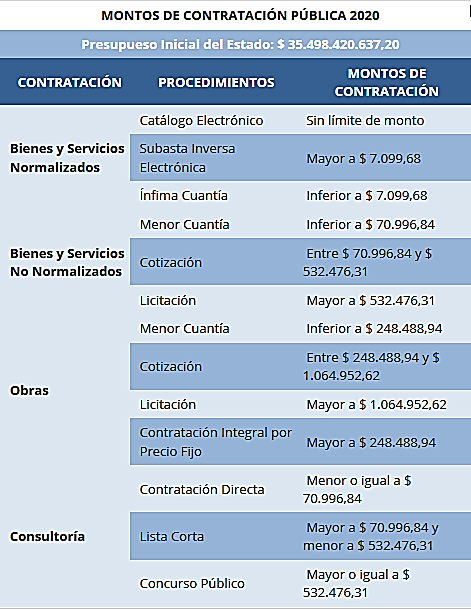 MONTOS DE CONTRATACIÓN PÚBLICA 2020
Presupueso Inicial del Estado: $ 35.498.420.637,20
CONTRATACIÓN PROCEDIMIENTOS MONTOS DE
CONTRATACIÓN
Catálogo Electrónico Sin límite de monto
Bienes y Servicios
Normalizados
Subasta Inversa
Electrónica
Mayor a $ 7.099,68
Ínfima Cuantía Inferior a $ 7.099,68
Menor Cuantía Inferior a $ 70.996,84
Bienes y Servicios
No Normalizados
Cotización
Entre $ 70.996,84 y $
532.476,31
Licitación Mayor a $ 532.476,31
Obras
Menor Cuantía Inferior a $ 248.488,94
Cotización
Entre $ 248.488,94 y $
1.064.952,62
Licitación Mayor a $ 1.064.952,62
Contratación Integral por
Precio Fijo
Mayor a $ 248.488,94
Consultoría
Contratación Directa
Menor o igual a $
70.996,84
Lista Corta
Mayor a $ 70.996,84 y
menor a $ 532.476,31
Concurso Público
Mayor o igual a $
532.476,31